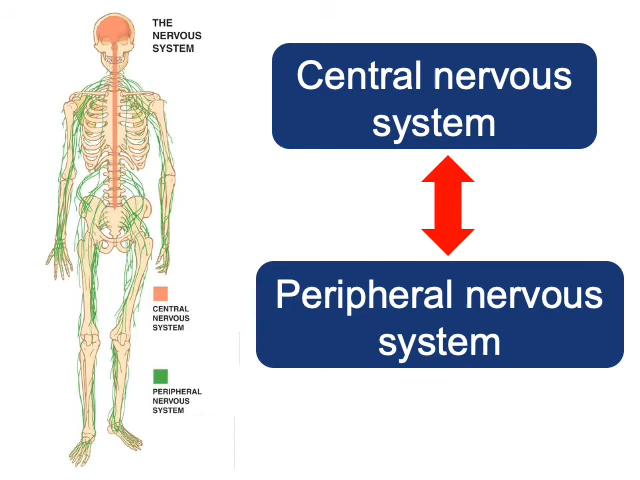 THE
NERVOUS
SYSTEM
Central nervous
system
Peripheral nervous
system
CENTRAL
NERVOUS
SYSTEM
PERIPHERAL
NERVOUS
SYSTEM